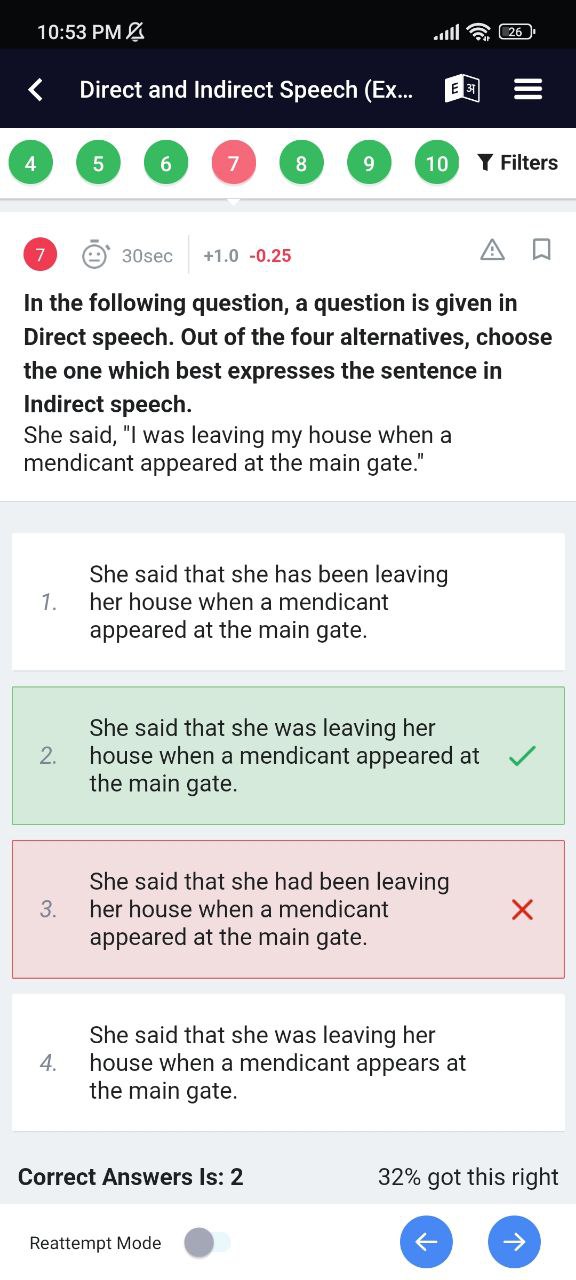 10:53 PM
26
Direct and Indirect Speech (Ex...
E अ
4 5 6 7 8 9 10 Filters
7 30sec +1.0 -0.25
In the following question, a question is given in
Direct speech. Out of the four alternatives, choose
the one which best expresses the sentence in
Indirect speech.
She said, "I was leaving my house when a
mendicant appeared at the main gate."
She said that she has been leaving
1. her house when a mendicant
appeared at the main gate.
She said that she was leaving her
2. house when a mendicant appeared at
the main gate.
She said that she had been leaving
3. her house when a mendicant
appeared at the main gate.
She said that she was leaving her
4. house when a mendicant appears at
the main gate.
Correct Answers Is: 2 32% got this right
Reattempt Mode